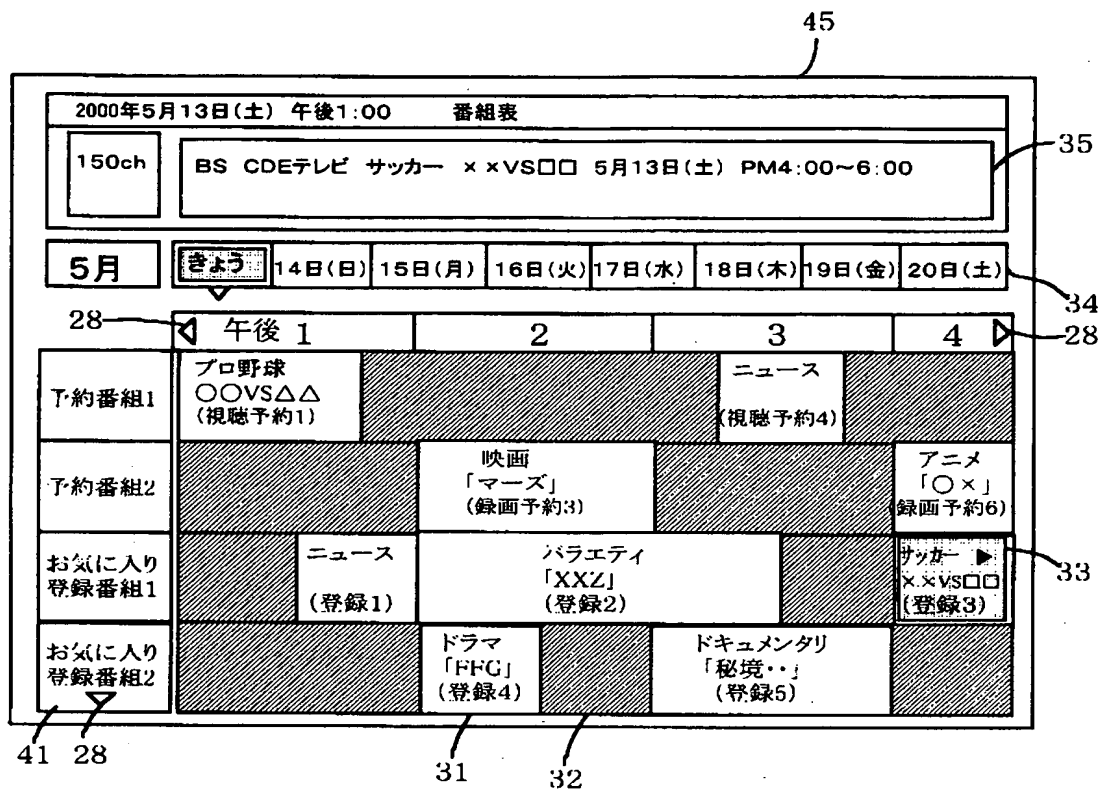 45
2000年5月13日(土) 午後1:00 番組表
150ch
BS CDEテレビ サッカー ××VS□□ 5月13日(土) PM4:00～6:00
35
5月
きょう 14日(日) 15日(月) 16日(火) 17日(水) 18日(木) 19日(金) 20日(土)
34
28
午後 1 2 3 4
28
予約番組1
プロ野球
○○VS△△
(視聴予約1)
ニュース
(視聴予約4)
予約番組2
映画
「マーズ」
(録画予約3)
アニメ
「○×」
(録画予約6)
お気に入り
登録番組1
ニュース
(登録1)
バラエティ
「XXZ」
(登録2)
サッカー ▶
××VS□□
(登録3)
33
お気に入り
登録番組2
ドラマ
「FFG」
(登録4)
ドキュメンタリ
「秘境・・」
(登録5)
41
28
31
32